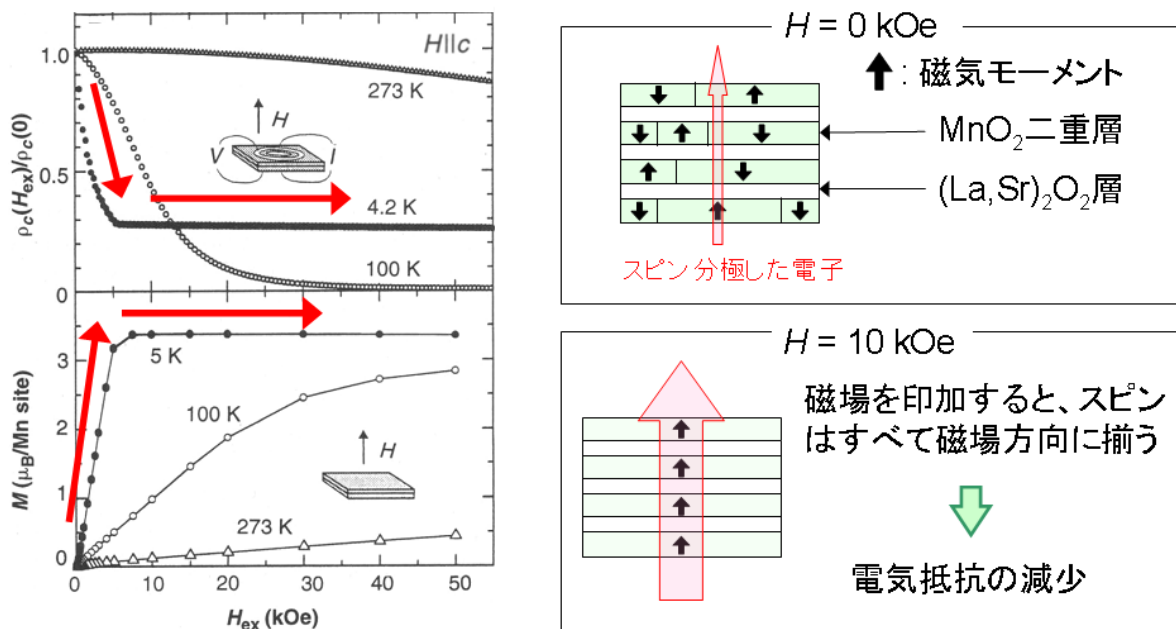 H||c
1.0
273 K
H
V
I
0.5
4.2 K
100 K
0
ρc(Hex)/ρc(0)
3
5 K
100 K
2
H
1
273 K
0
M (μB/Mn site)
0 10 20 30 40 50
Hex (kOe)
H = 0 kOe
: 磁気モーメント
MnO2二重層
(La,Sr)2O2層
スピン分極した電子
H = 10 kOe
磁場を印加すると、スピン
はすべて磁場方向に揃う
電気抵抗の減少